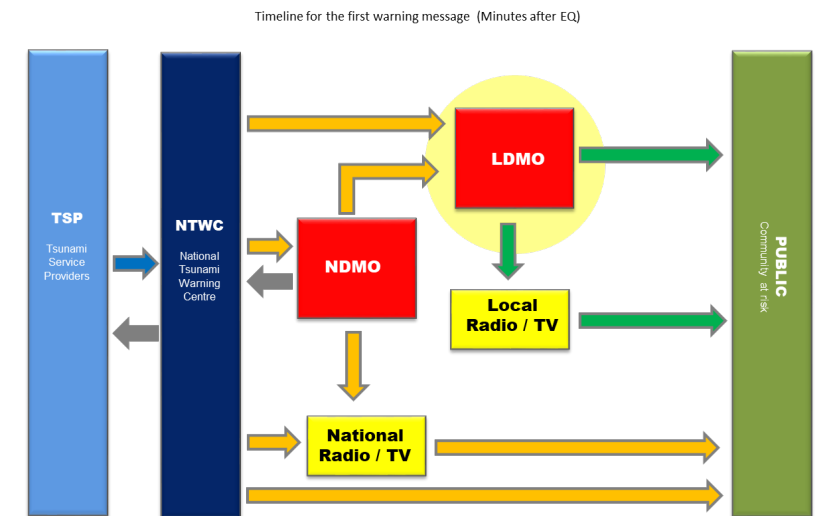 Timeline for the first warning message (Minutes after EQ)
TSP
Tsunami
Service
Providers
NTWC
National
Tsunami
Warning
Centre
NDMO
LDMO
Local
Radio / TV
National
Radio / TV
PUBLIC
Community at risk